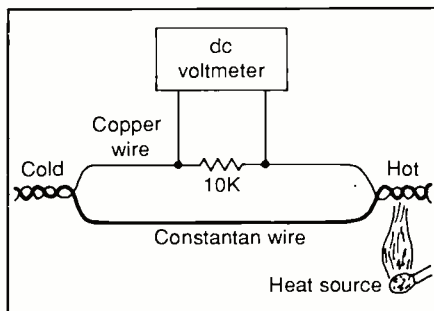 dc
voltmeter
Copper
wire
Cold
10K
Hot
Constantan wire
Heat source